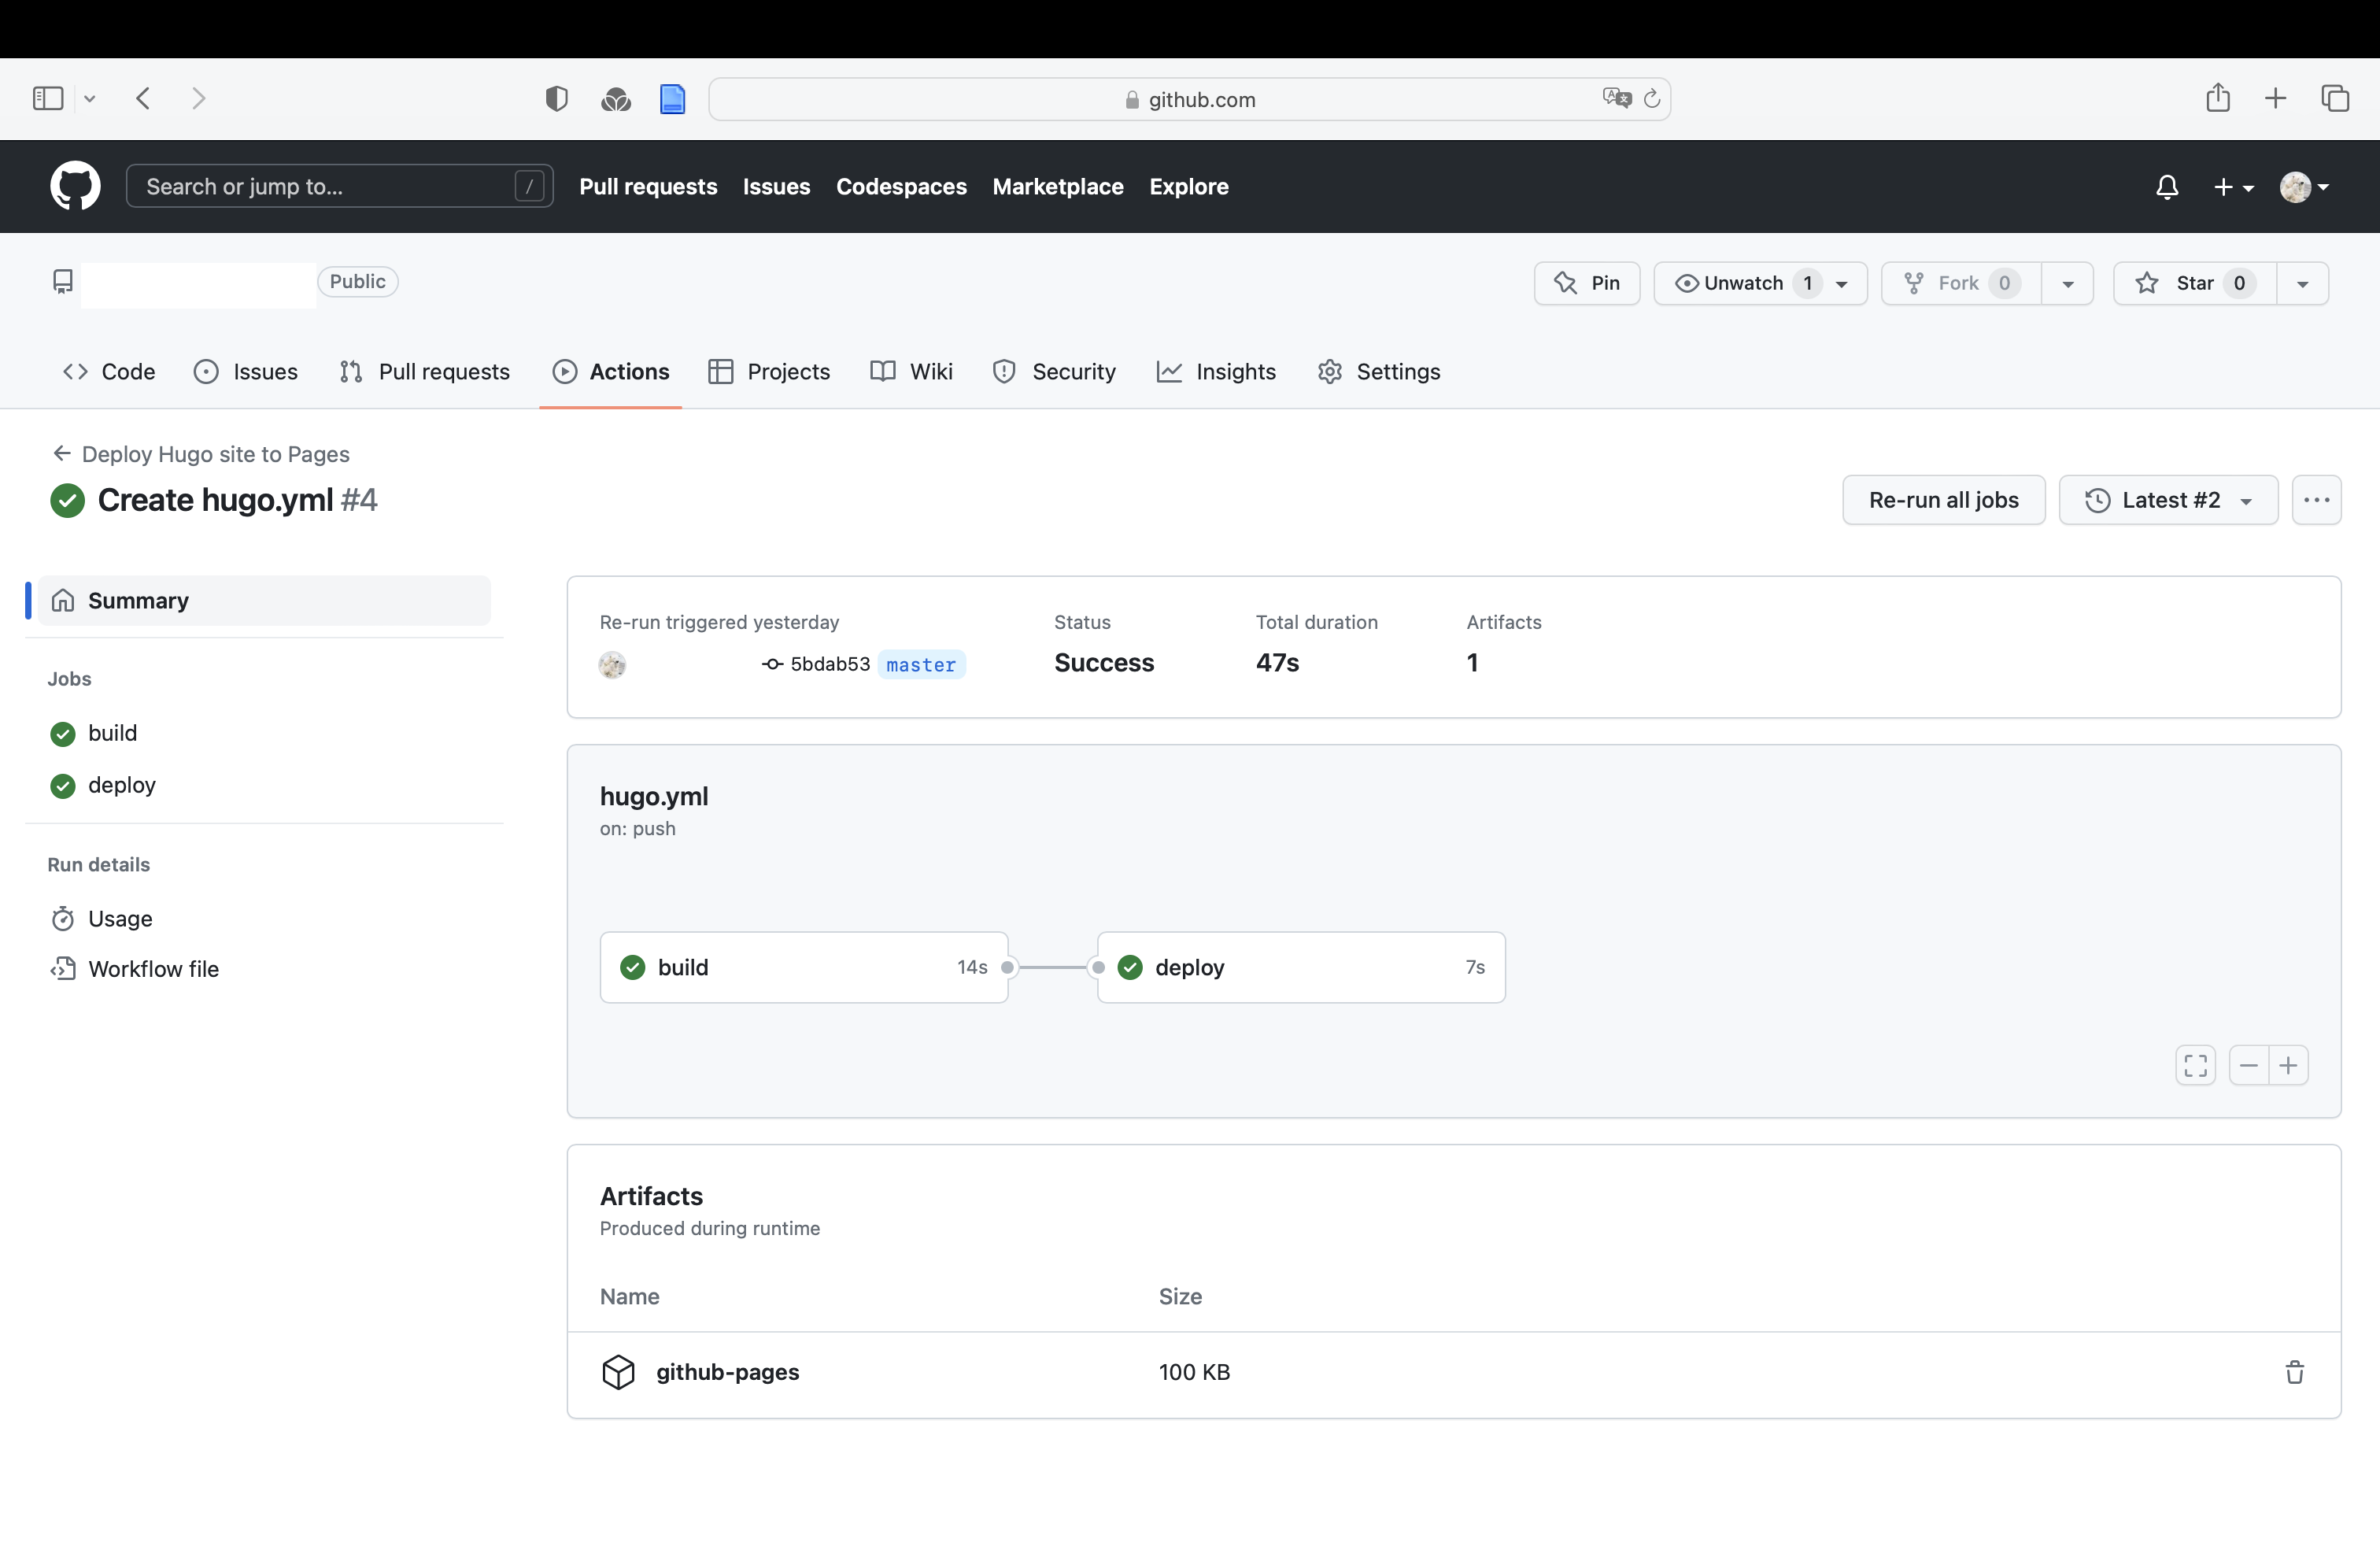 github.com
Search or jump to... /
Pull requests Issues Codespaces Marketplace Explore
Public
Pin Unwatch 1 Fork 0 Star 0
Code Issues Pull requests Actions Projects Wiki Security Insights Settings
Deploy Hugo site to Pages
Create hugo.yml #4
Re-run all jobs Latest #2
Summary
Jobs
build
deploy
Run details
Usage
Workflow file
Re-run triggered yesterday Status Total duration Artifacts
5bdab53 master Success 47s 1
hugo.yml
on: push
build 14s deploy 7s
Artifacts
Produced during runtime
Name Size
github-pages 100 KB